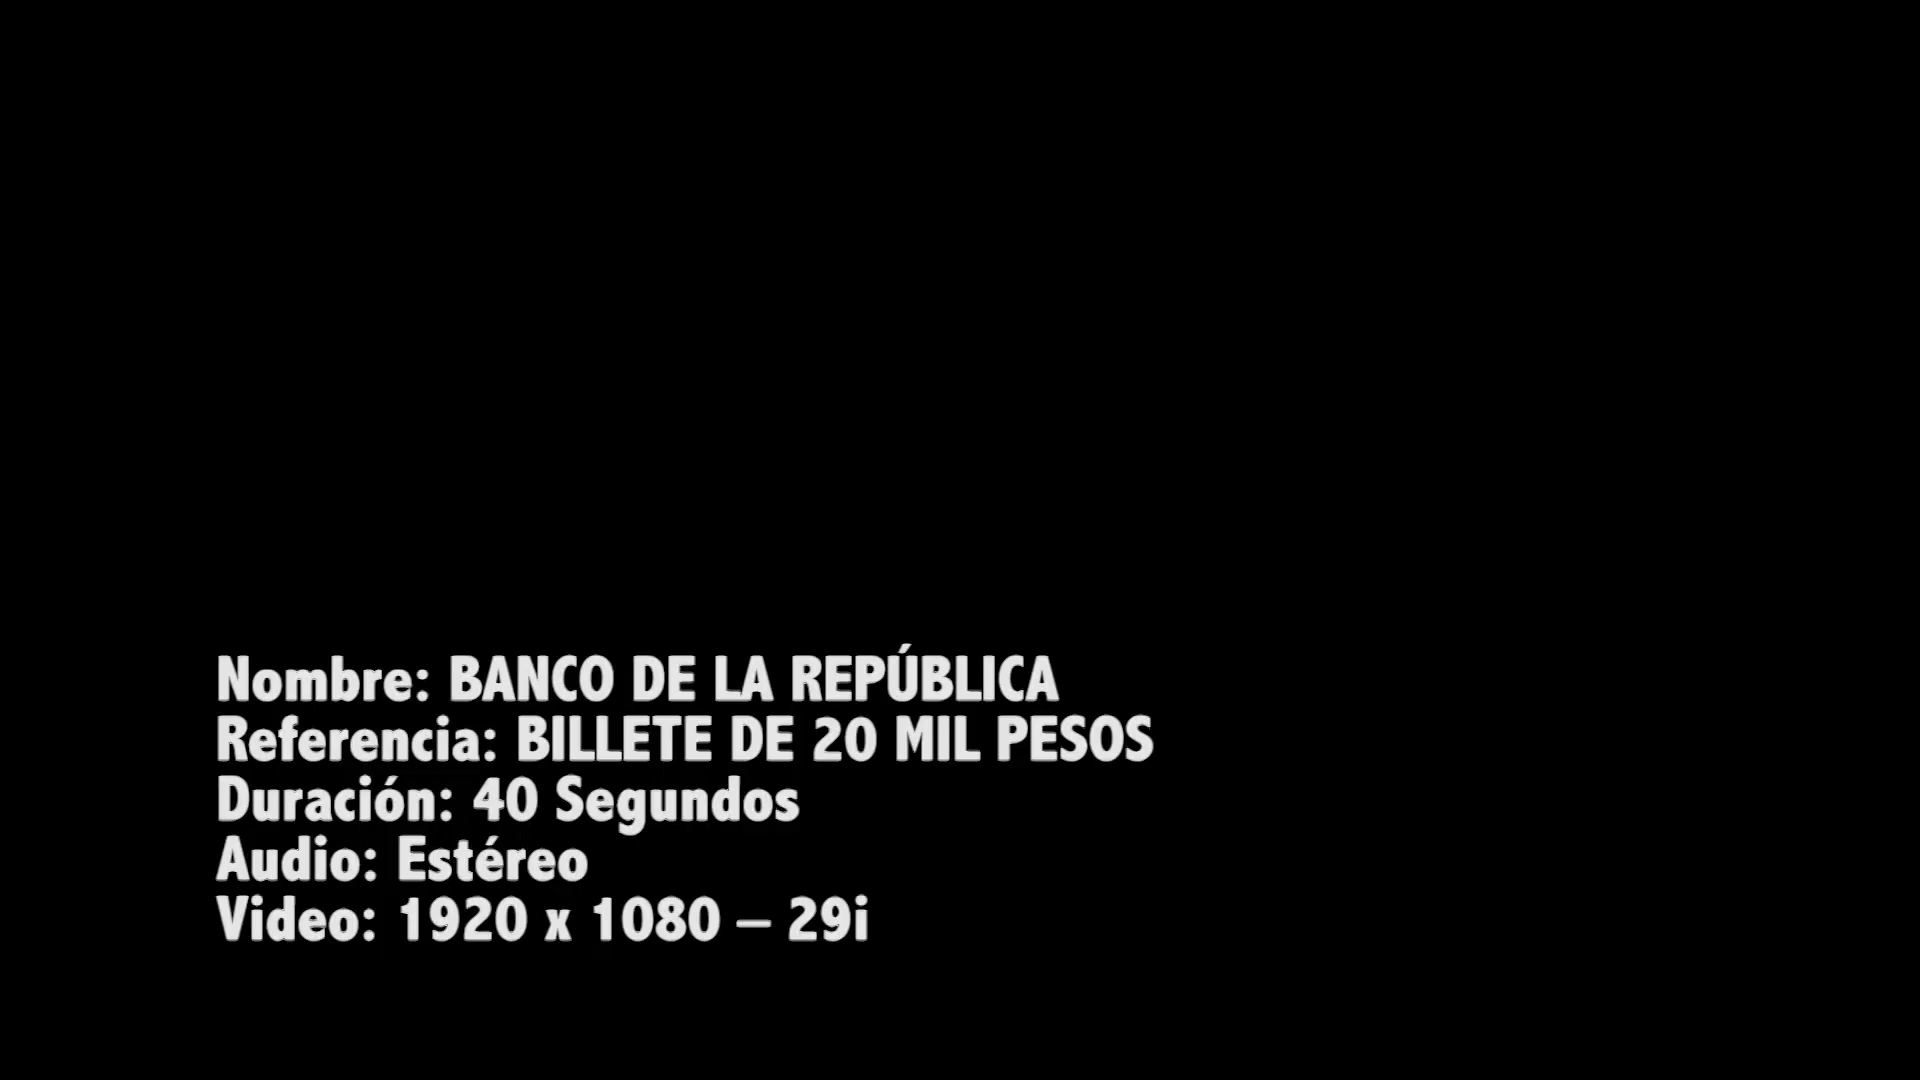 Nombre: BANCO DE LA REPÚBLICA
Referencia: BILLETE DE 20 MIL PESOS
Duración: 40 Segundos
Audio: Estéreo
Video: 1920 x 1080 – 29i